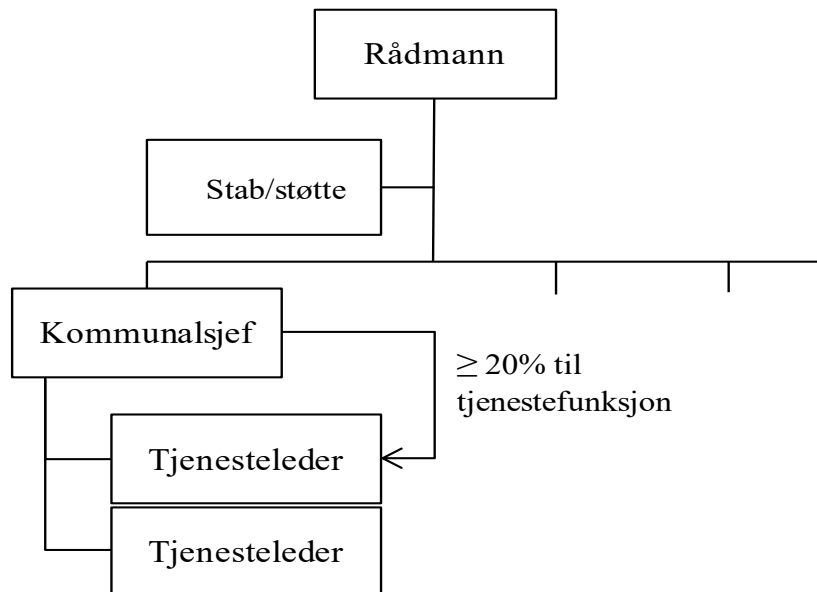 Rådmann
Stab/støtte
Kommunalsjef
≥ 20% til
tjenestefunksjon
Tjenesteleder
Tjenesteleder